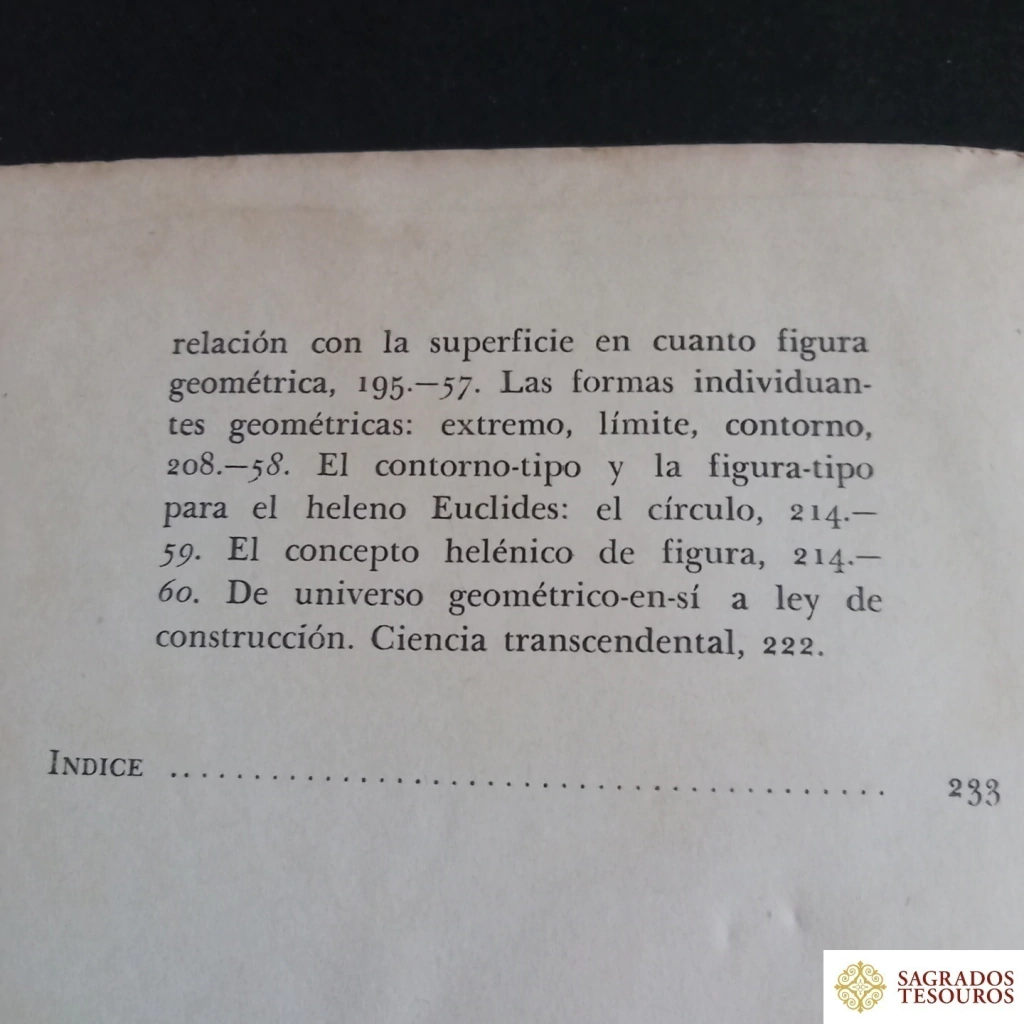 relación con la superficie en cuanto figura
geométrica, 195.—57. Las formas individuan-
tes geométricas: extremo, límite, contorno,
208.—58. El contorno-tipo y la figura-tipo
para el heleno Euclides: el círculo, 214.—
59. El concepto helénico de figura, 214.—
60. De universo geométrico-en-sí a ley de
construcción. Ciencia transcendental, 222.
INDICE ........................................ 233
SAGRADOS
TESOUROS